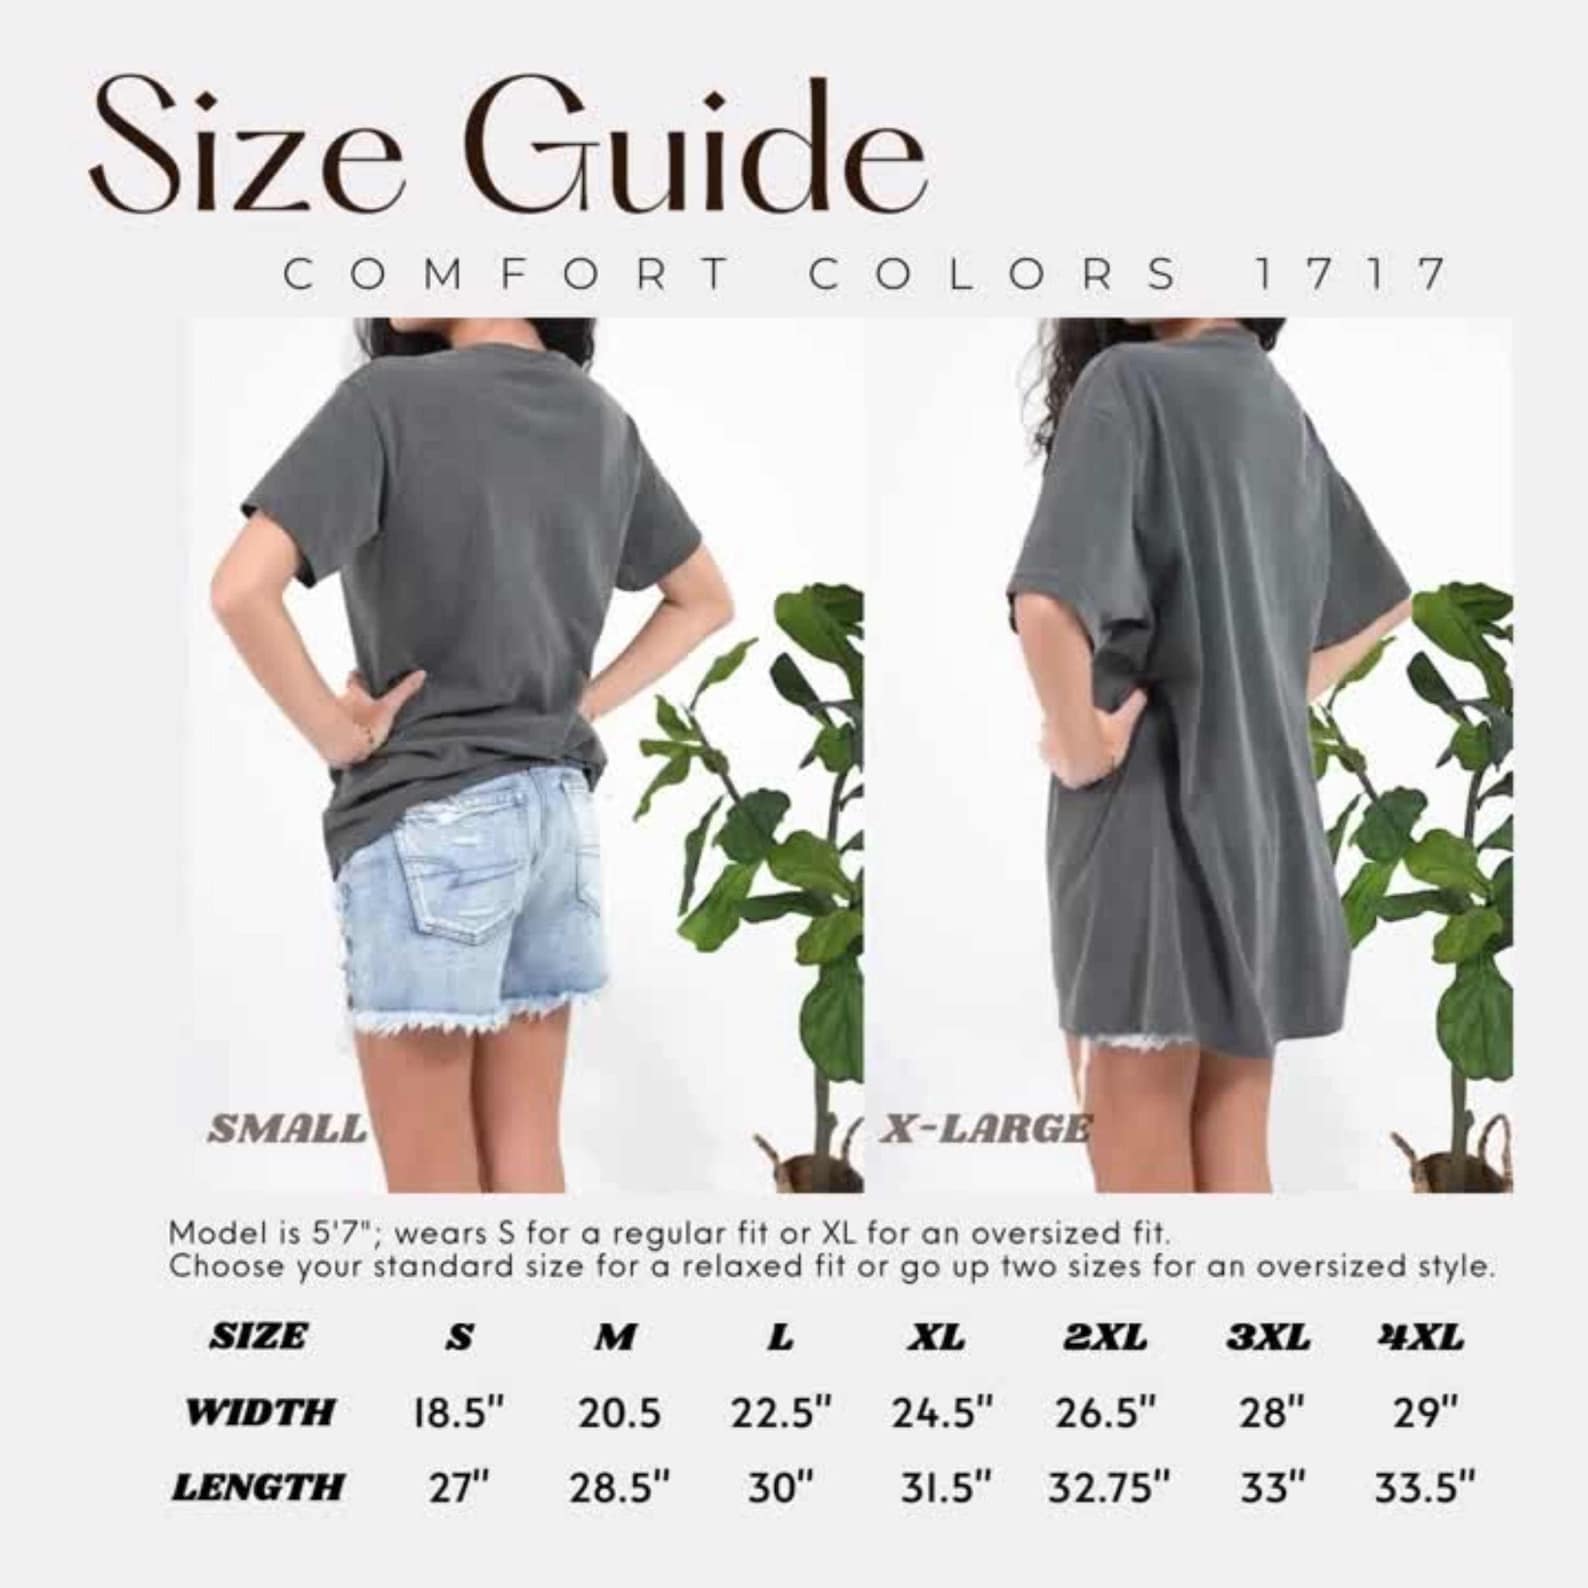 Size Guide
COMFORT COLORS 1717
SMALL
X-LARGE
Model is 5'7"; wears S for a regular fit or XL for an oversized fit.
Choose your standard size for a relaxed fit or go up two sizes for an oversized style.
SIZE S M L XL 2XL 3XL 4XL
WIDTH 18.5" 20.5 22.5" 24.5" 26.5" 28" 29"
LENGTH 27" 28.5" 30" 31.5" 32.75" 33" 33.5"